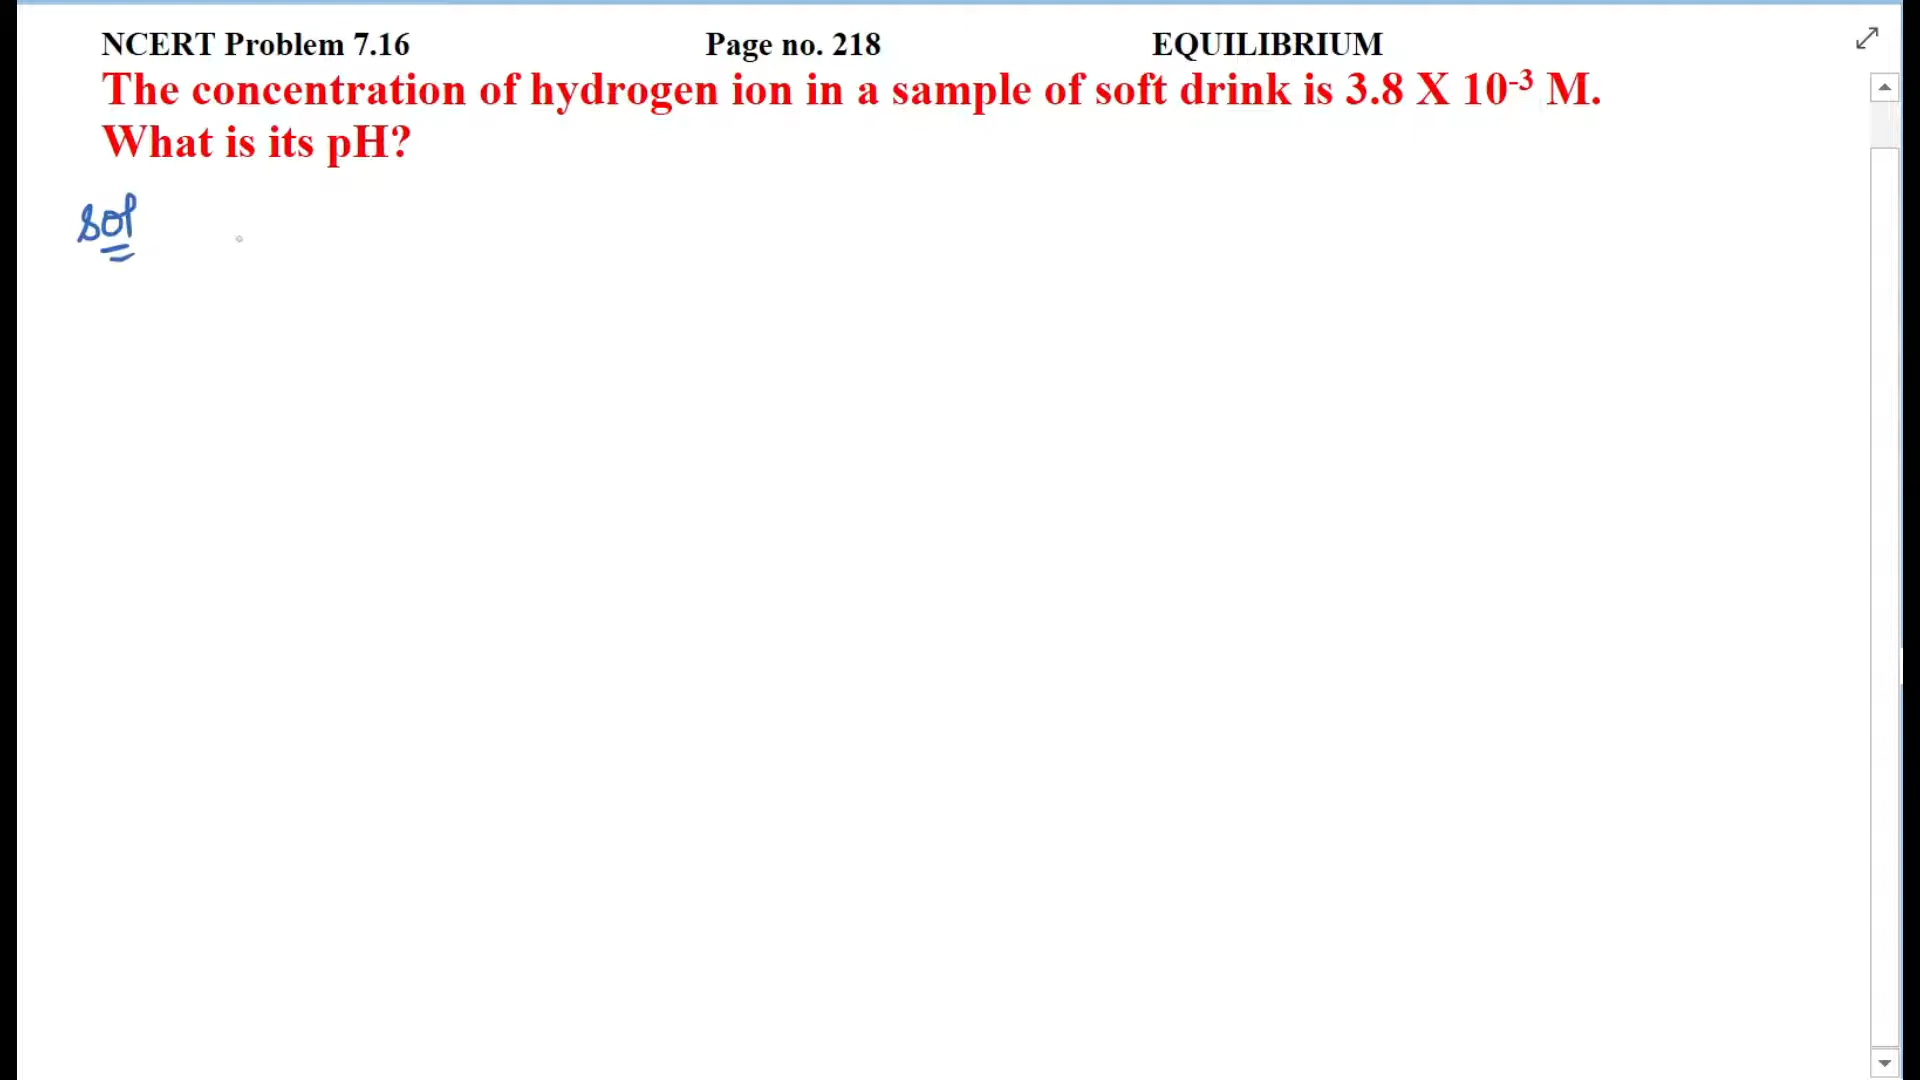 NCERT Problem 7.16 Page no. 218 EQUILIBRIUM
The concentration of hydrogen ion in a sample of soft drink is 3.8 X 10⁻³ M.
What is its pH?
Sol